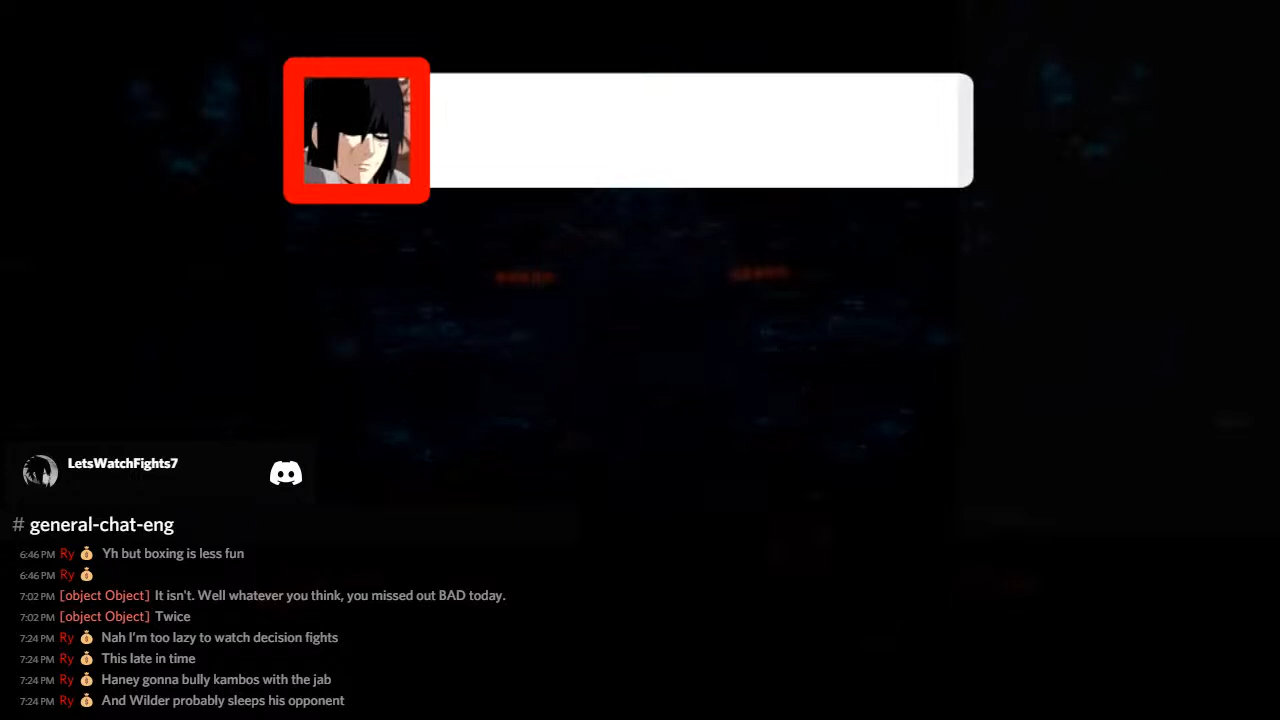 LetsWatchFights7
# general-chat-eng
6:46 PM Ry 💰 Yh but boxing is less fun
6:46 PM Ry 💰
7:02 PM [object Object] It isn't. Well whatever you think, you missed out BAD today.
7:02 PM [object Object] Twice
7:24 PM Ry 💰 Nah I'm too lazy to watch decision fights
7:24 PM Ry 💰 This late in time
7:24 PM Ry 💰 Haney gonna bully kambos with the jab
7:24 PM Ry 💰 And Wilder probably sleeps his opponent